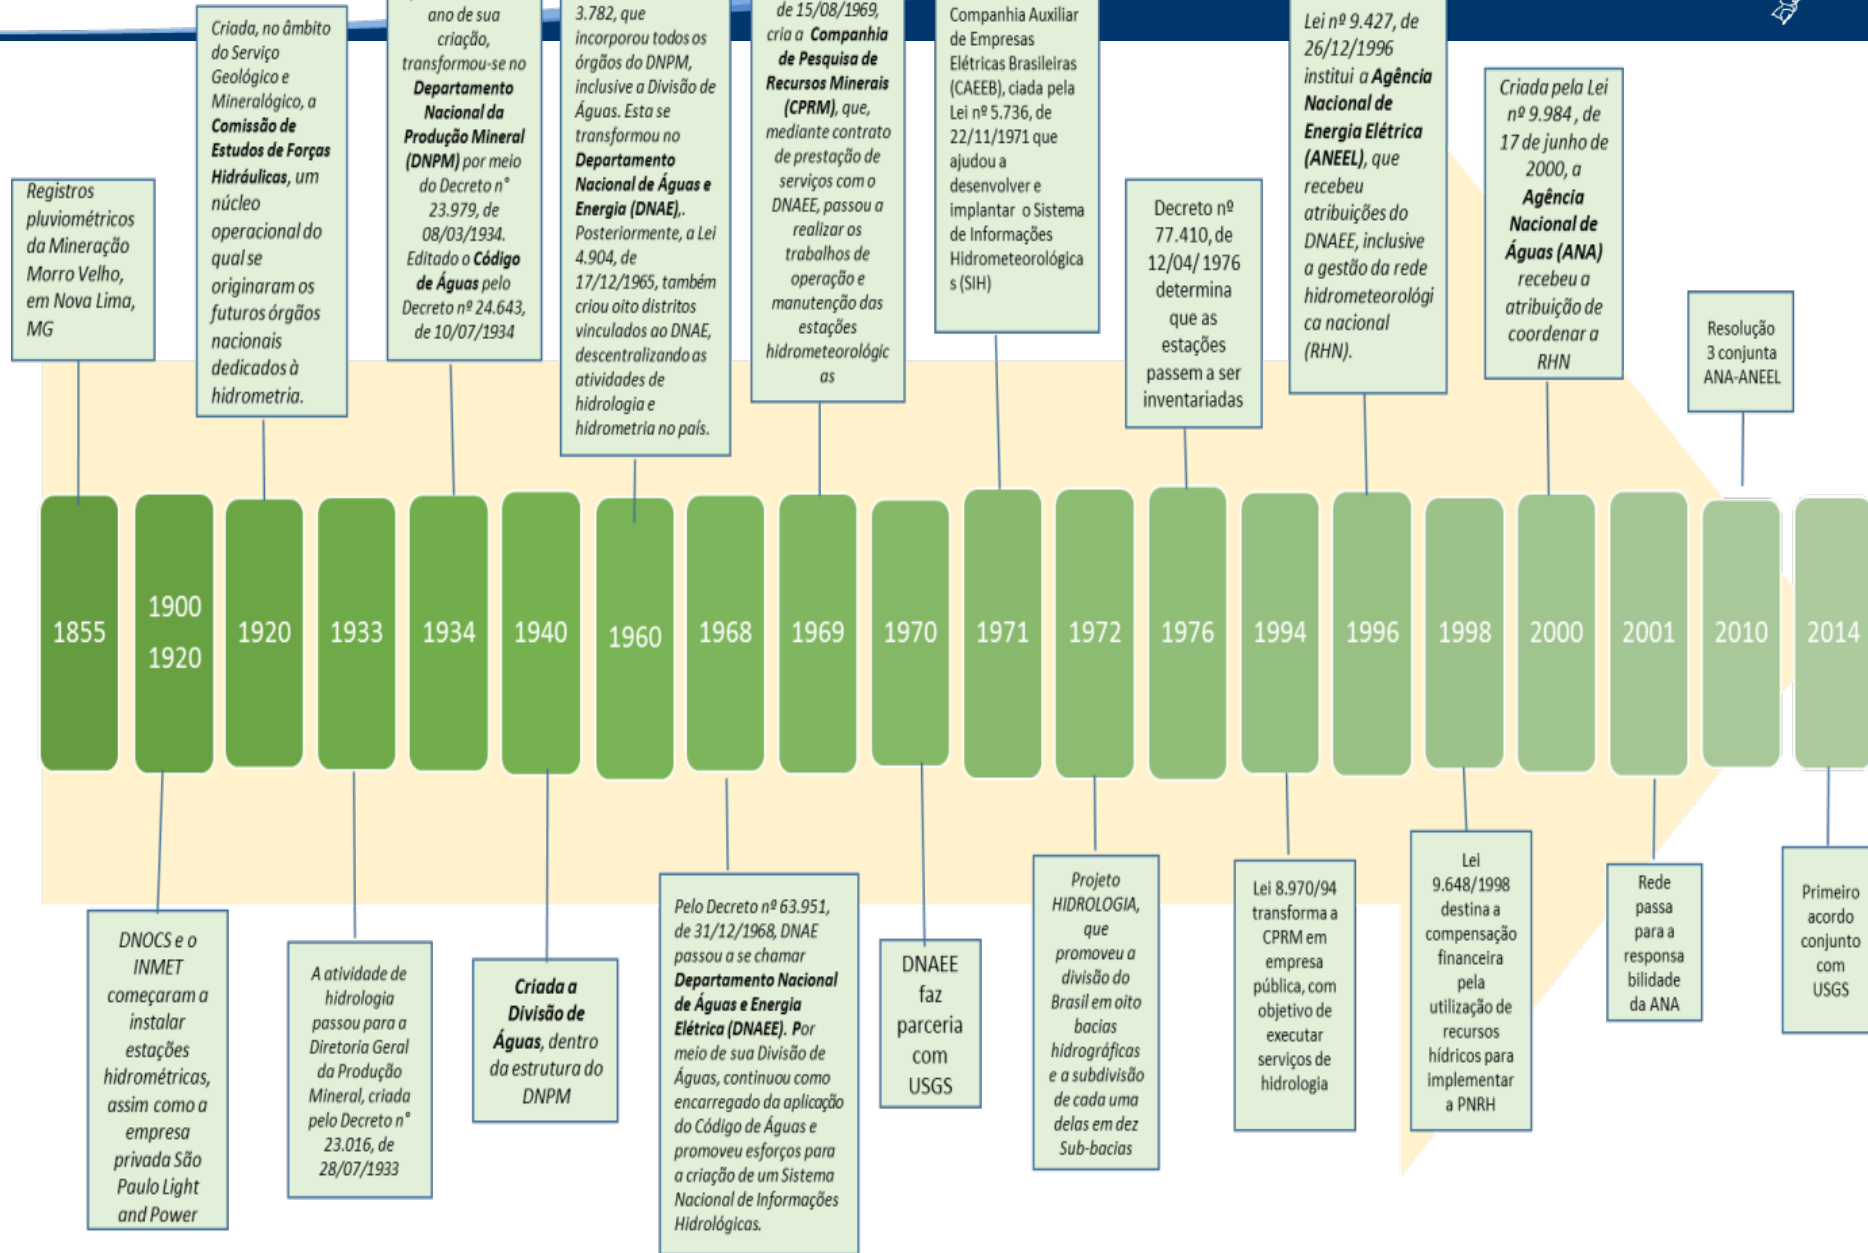 Registros
pluviométricos
da Mineração
Morro Velho,
em Nova Lima,
MG
Criada, no âmbito
do Serviço
Geológico e
Mineralógico, a
Comissão de
Estudos de Forças
Hidráulicas, um
núcleo
operacional do
qual se
originaram os
futuros órgãos
nacionais
dedicados à
hidrometria.
ano de sua
criação,
transformou-se no
Departamento
Nacional da
Produção Mineral
(DNPM) por meio
do Decreto n°
23.979, de
08/03/1934.
Editado o Código
de Águas pelo
Decreto nº 24.643,
de 10/07/1934
3.782, que
incorporou todos os
órgãos do DNPM,
inclusive a Divisão de
Águas. Esta se
transformou no
Departamento
Nacional de Águas e
Energia (DNAE),.
Posteriormente, a Lei
4.904, de
17/12/1965, também
criou oito distritos
vinculados ao DNAE,
descentralizando as
atividades de
hidrologia e
hidrometria no país.
de 15/08/1969,
cria a Companhia
de Pesquisa de
Recursos Minerais
(CPRM), que,
mediante contrato
de prestação de
serviços com o
DNAEE, passou a
realizar os
trabalhos de
operação e
manutenção das
estações
hidrometeorológic
as
Companhia Auxiliar
de Empresas
Elétricas Brasileiras
(CAEEB), ciada pela
Lei nº 5.736, de
22/11/1971 que
ajudou a
desenvolver e
implantar o Sistema
de Informações
Hidrometeorológica
s (SIH)
Decreto nº
77.410, de
12/04/ 1976
determina
que as
estações
passem a ser
inventariadas
Lei nº 9.427, de
26/12/1996
institui a Agência
Nacional de
Energia Elétrica
(ANEEL), que
recebeu
atribuições do
DNAEE, inclusive
a gestão da rede
hidrometeorológi
ca nacional
(RHN).
Criada pela Lei
nº 9.984 , de
17 de junho de
2000, a
Agência
Nacional de
Águas (ANA)
recebeu a
atribuição de
coordenar a
RHN
Resolução
3 conjunta
ANA-ANEEL
1855
1900
1920
1920
1933
1934
1940
1960
1968
1969
1970
1971
1972
1976
1994
1996
1998
2000
2001
2010
2014
DNOCS e o
INMET
começaram a
instalar
estações
hidrométricas,
assim como a
empresa
privada São
Paulo Light
and Power
A atividade de
hidrologia
passou para a
Diretoria Geral
da Produção
Mineral, criada
pelo Decreto n°
23.016, de
28/07/1933
Criada a
Divisão de
Águas, dentro
da estrutura do
DNPM
Pelo Decreto nº 63.951,
de 31/12/1968, DNAE
passou a se chamar
Departamento Nacional
de Águas e Energia
Elétrica (DNAEE). Por
meio de sua Divisão de
Águas, continuou como
encarregado da aplicação
do Código de Águas e
promoveu esforços para
a criação de um Sistema
Nacional de Informações
Hidrológicas.
DNAEE
faz
parceria
com
USGS
Projeto
HIDROLOGIA,
que
promoveu a
divisão do
Brasil em oito
bacias
hidrográficas
e a subdivisão
de cada uma
delas em dez
Sub-bacias
Lei 8.970/94
transforma a
CPRM em
empresa
pública, com
objetivo de
executar
serviços de
hidrologia
Lei
9.648/1998
destina a
compensação
financeira
pela
utilização de
recursos
hídricos para
implementar
a PNRH
Rede
passa
para a
responsa
bilidade
da ANA
Primeiro
acordo
conjunto
com
USGS